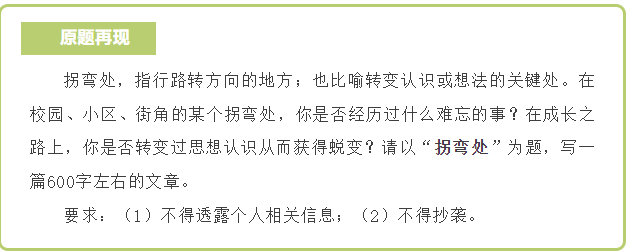 原题再现
拐弯处，指行路转方向的地方；也比喻转变认识或想法的关键处。在
校园、小区、街角的某个拐弯处，你是否经历过什么难忘的事？在成长之
路上，你是否转变过思想认识从而获得蜕变？请以“拐弯处”为题，写一
篇600字左右的文章。
要求：（1）不得透露个人相关信息；（2）不得抄袭。